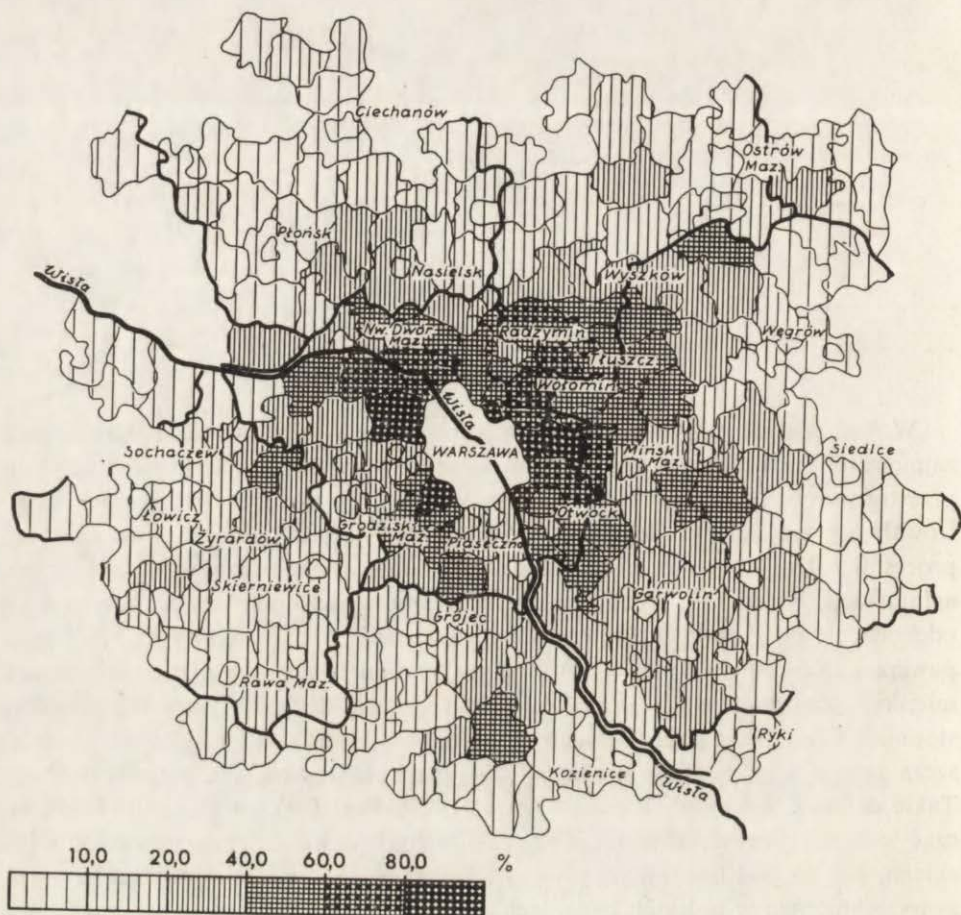 Ciechanów
Ostrów
Maz.
Płońsk
Nasielsk
Wyszków
Wisła
Nw. Dwór
Maz.
Radzymin
Węgrów
Tłuszcz
Wołomin
Wisła
WARSZAWA
Sochaczew
Mińsk
Maz.
Siedlce
Łowicz
Otwock
Żyrardów
Grodzisk
Maz.
Piaseczno
Skierniewice
Garwolin
Grójec
Rawa Maz.
Ryki
Kozienice
Wisła
10,0 20,0 40,0 60,0 80,0 %